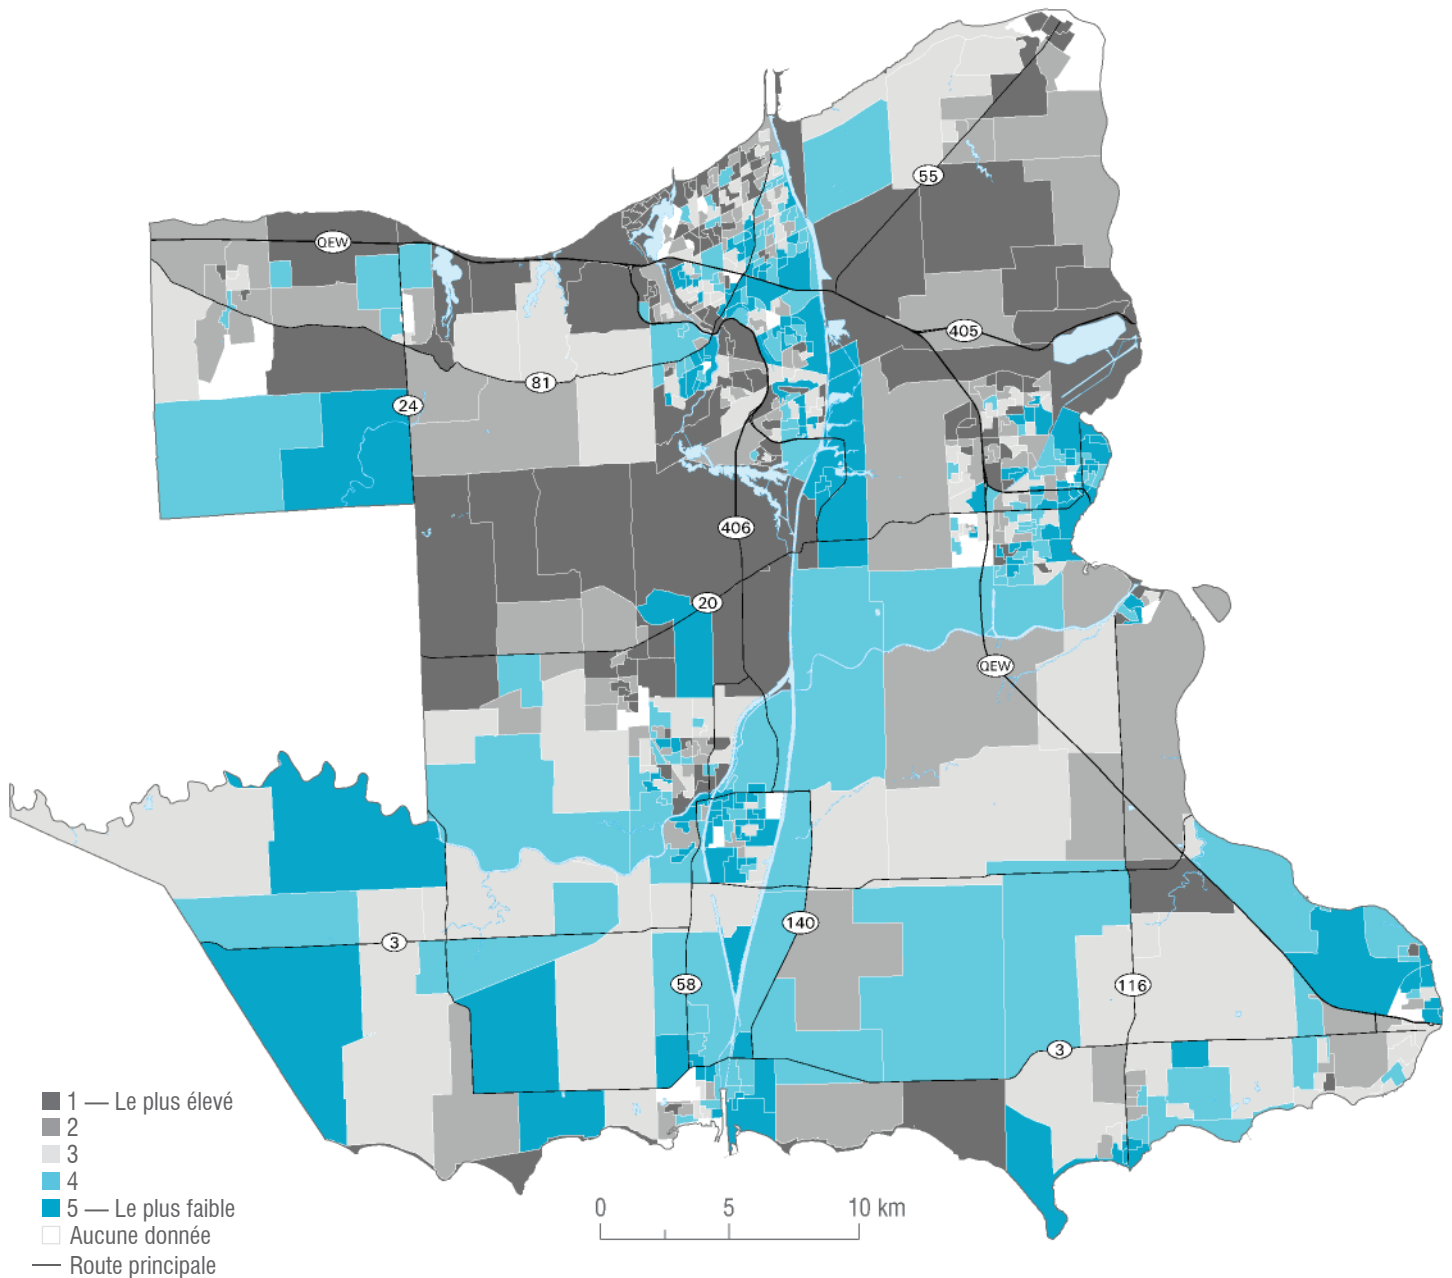 55
QEW
405
81
24
406
20
QEW
140
3
58
116
3
1 — Le plus élevé
2
3
4
5 — Le plus faible
Aucune donnée
Route principale
0 5 10 km